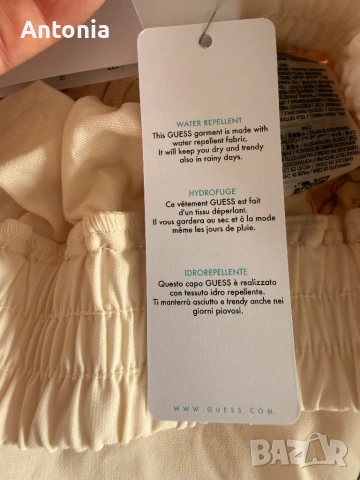 Antonia
WATER REPELLENT
This GUESS garment is made with
water repellent fabric.
It will keep you dry and trendy
also in rainy days.
HYDROFUGE
Ce vêtement GUESS est fait
d'un tissu déperlant.
Il vous gardera au sec et à la mode
même les jours de pluie.
IDROREPELLENTE
Questo capo GUESS è realizzato
con tessuto idro repellente.
Ti manterrà asciutto e trendy anche nei
giorni piovosi.
WWW.GUESS.COM
BAZAR